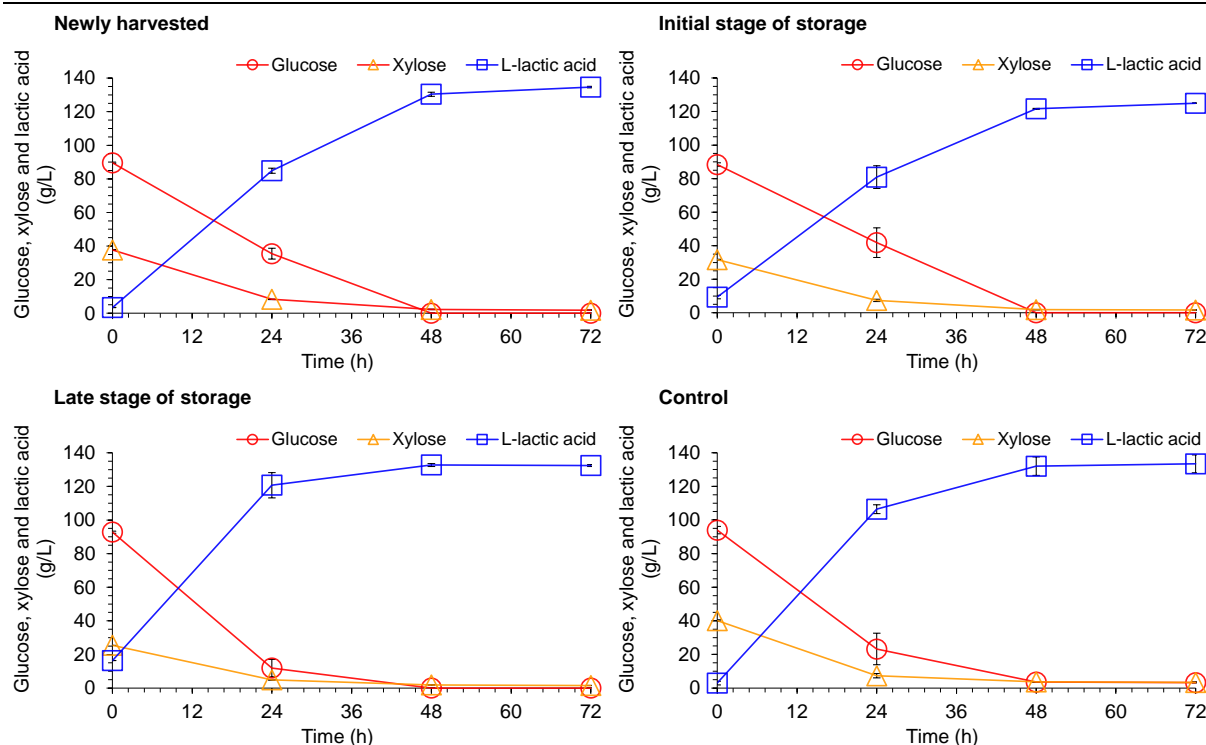 Newly harvested
Glucose Xylose L-lactic acid
Glucose, xylose and lactic acid
(g/L)
140
120
100
80
60
40
20
0
0 12 24 36 48 60 72
Time (h)
Initial stage of storage
Glucose Xylose L-lactic acid
Glucose, xylose and lactic acid
(g/L)
140
120
100
80
60
40
20
0
0 12 24 36 48 60 72
Time (h)
Late stage of storage
Glucose Xylose L-lactic acid
Glucose, xylose and lactic acid
(g/L)
140
120
100
80
60
40
20
0
0 12 24 36 48 60 72
Time (h)
Control
Glucose Xylose L-lactic acid
Glucose, xylose and lactic acid
(g/L)
140
120
100
80
60
40
20
0
0 12 24 36 48 60 72
Time (h)